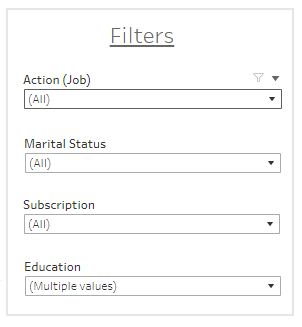 Filters
Action (Job)
(All)
Marital Status
(All)
Subscription
(All)
Education
(Multiple values)